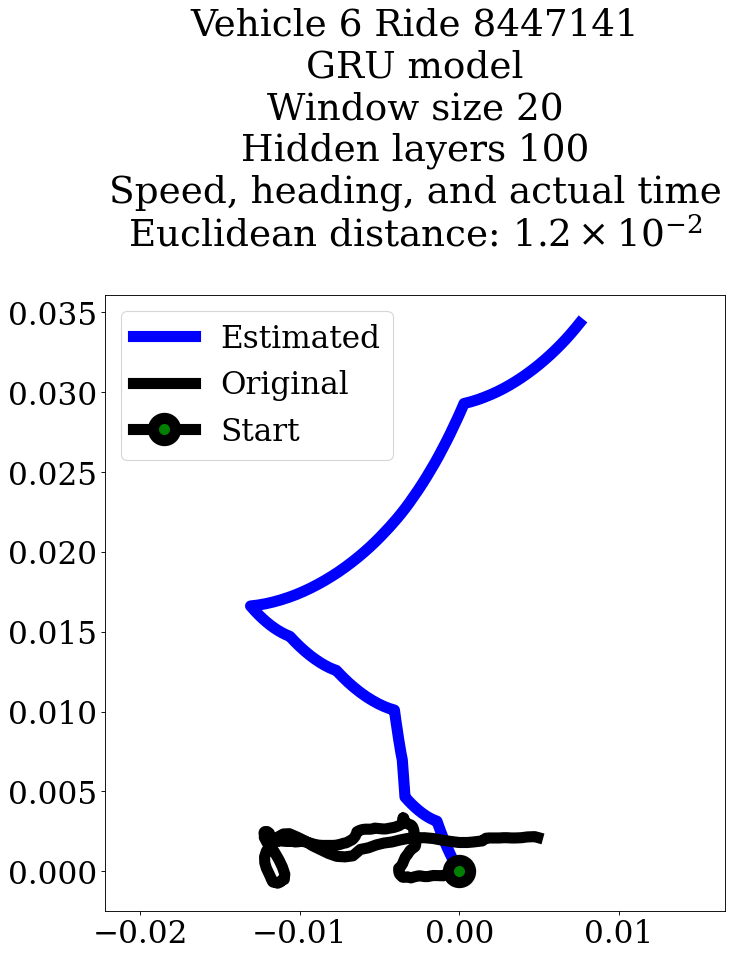 Vehicle 6 Ride 8447141
GRU model
Window size 20
Hidden layers 100
Speed, heading, and actual time
Euclidean distance: 1.2 × 10⁻²
0.035
0.030
0.025
0.020
0.015
0.010
0.005
0.000
Estimated
Original
Start
−0.02 −0.01 0.00 0.01